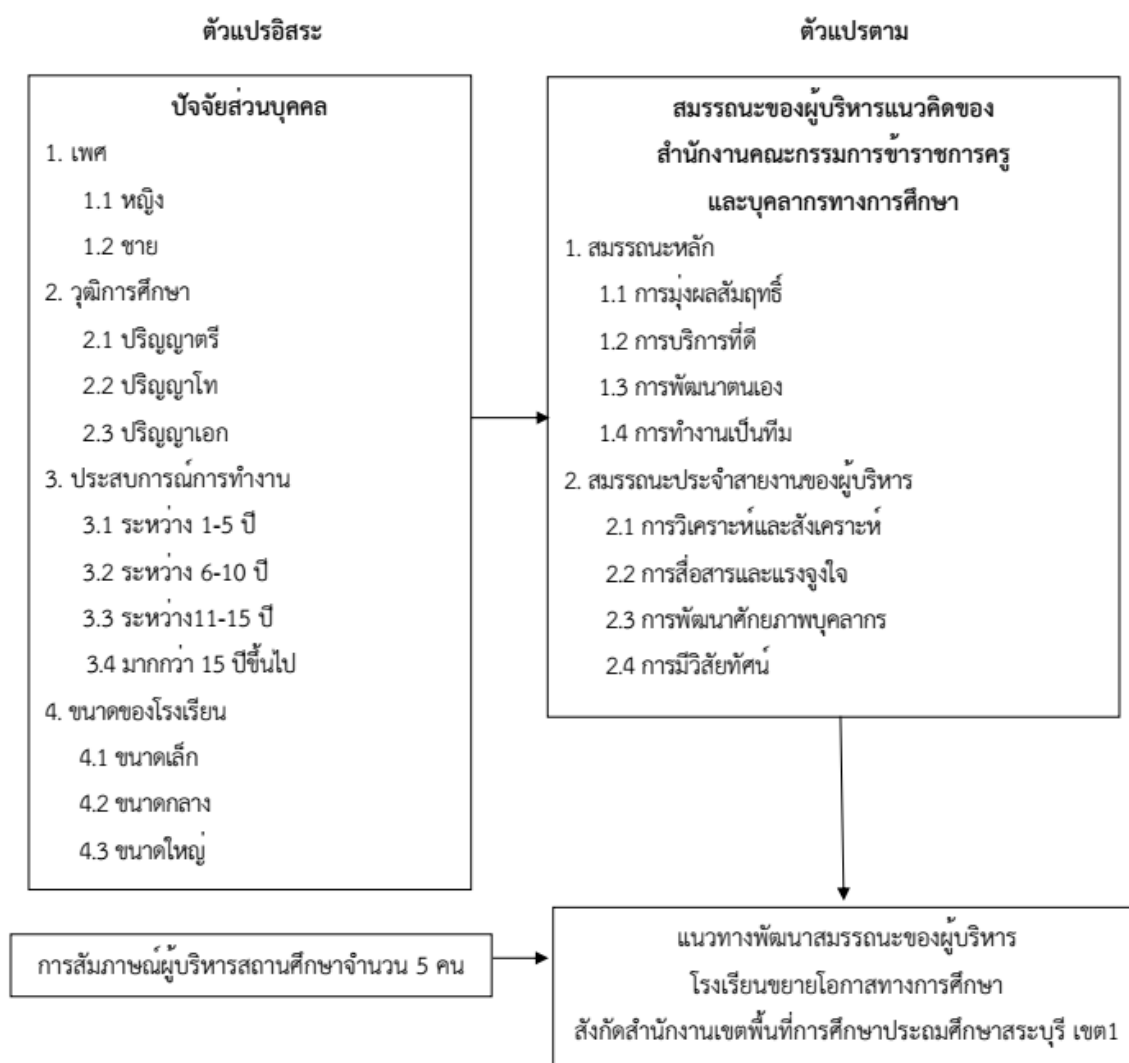 ตัวแปรอิสระ
ปัจจัยส่วนบุคคล
1. เพศ
1.1 หญิง
1.2 ชาย
2. วุฒิการศึกษา
2.1 ปริญญาตรี
2.2 ปริญญาโท
2.3 ปริญญาเอก
3. ประสบการณ์การทำงาน
3.1 ระหว่าง 1-5 ปี
3.2 ระหว่าง 6-10 ปี
3.3 ระหว่าง11-15 ปี
3.4 มากกว่า 15 ปีขึ้นไป
4. ขนาดของโรงเรียน
4.1 ขนาดเล็ก
4.2 ขนาดกลาง
4.3 ขนาดใหญ่
ตัวแปรตาม
สมรรถนะของผู้บริหารแนวคิดของ
สำนักงานคณะกรรมการข้าราชการครู
และบุคลากรทางการศึกษา
1. สมรรถนะหลัก
1.1 การมุ่งผลสัมฤทธิ์
1.2 การบริการที่ดี
1.3 การพัฒนาตนเอง
1.4 การทำงานเป็นทีม
2. สมรรถนะประจำสายงานของผู้บริหาร
2.1 การวิเคราะห์และสังเคราะห์
2.2 การสื่อสารและแรงจูงใจ
2.3 การพัฒนาศักยภาพบุคลากร
2.4 การมีวิสัยทัศน์
การสัมภาษณ์ผู้บริหารสถานศึกษาจำนวน 5 คน
แนวทางพัฒนาสมรรถนะของผู้บริหาร
โรงเรียนขยายโอกาสทางการศึกษา
สังกัดสำนักงานเขตพื้นที่การศึกษาประถมศึกษาสระบุรี เขต1